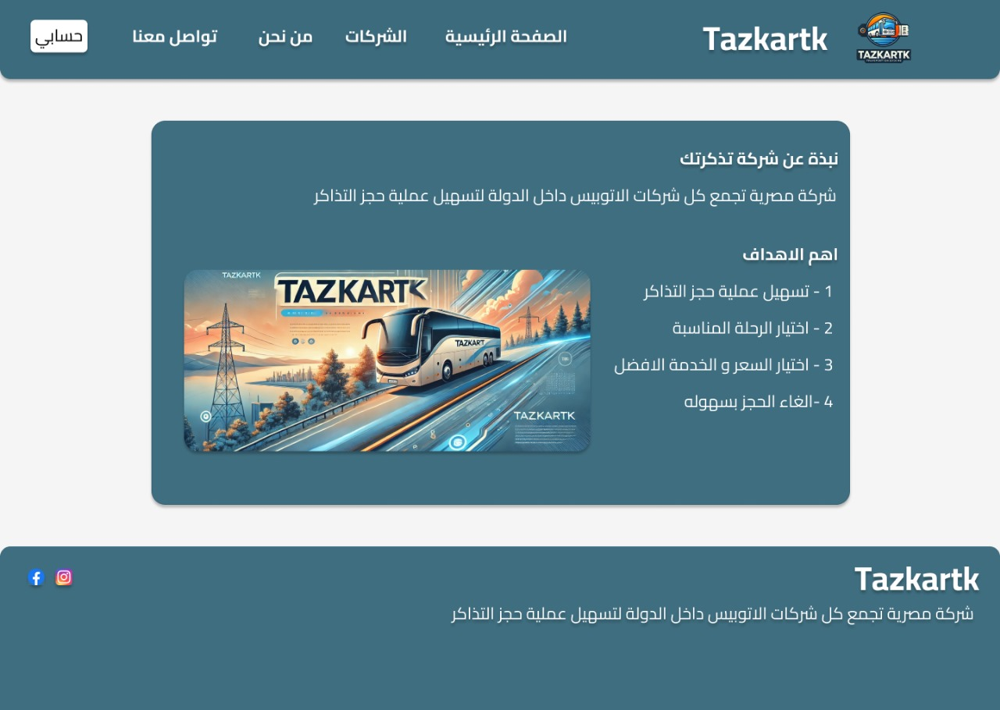 TAZKARTK
Tazkartk
الصفحة الرئيسية
الشركات
من نحن
تواصل معنا
حسابي
نبذة عن شركة تذكرتك
شركة مصرية تجمع كل شركات الاتوبيس داخل الدولة لتسهيل عملية حجز التذاكر
اهم الاهداف
1 - تسهيل عملية حجز التذاكر
2 - اختيار الرحلة المناسبة
3 - اختيار السعر و الخدمة الافضل
4 -الغاء الحجز بسهوله
TAZKARTK
TAZKARTK
TAZKARTK
TAZKARTK
Tazkartk
شركة مصرية تجمع كل شركات الاتوبيس داخل الدولة لتسهيل عملية حجز التذاكر